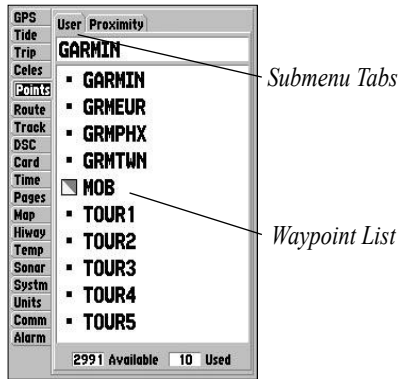 GPS
Tide
Trip
Celes
Points
Route
Track
DSC
Card
Time
Pages
Map
Hiway
Temp
Sonar
Systm
Units
Comm
Alarm
User Proximity
GARMIN
GARMIN
GRMEUR
GRMPHX
GRMTWN
MOB
TOUR1
TOUR2
TOUR3
TOUR4
TOUR5
2991 Available 10 Used
Submenu Tabs
Waypoint List